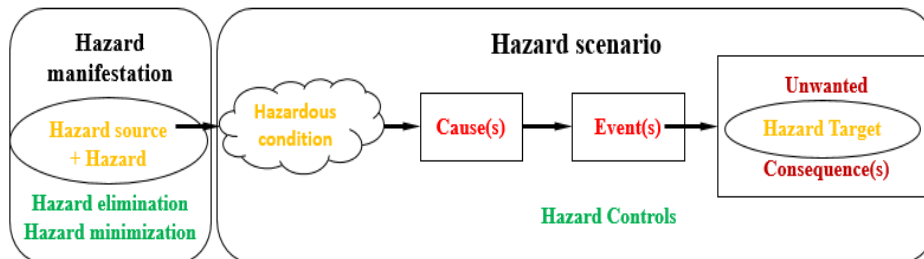 Hazard
manifestation
Hazard source
+ Hazard
Hazard elimination
Hazard minimization
Hazard scenario
Hazardous
condition
Cause(s)
Event(s)
Unwanted
Hazard Target
Consequence(s)
Hazard Controls